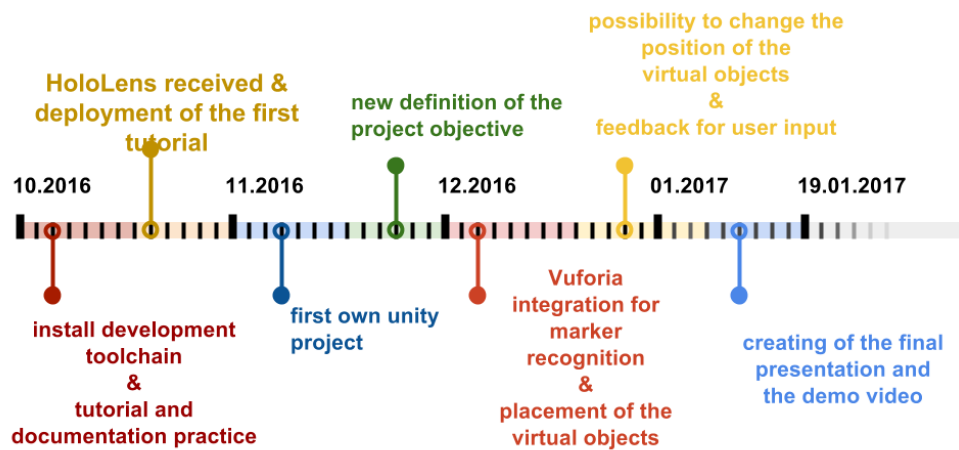 HoloLens received &
deployment of the first
tutorial
new definition of the
project objective
possibility to change the
position of the
virtual objects
&
feedback for user input
10.2016
11.2016
12.2016
01.2017
19.01.2017
install development
toolchain
&
tutorial and
documentation practice
first own unity
project
Vuforia
integration for
marker
recognition
&
placement of the
virtual objects
creating of the final
presentation and
the demo video